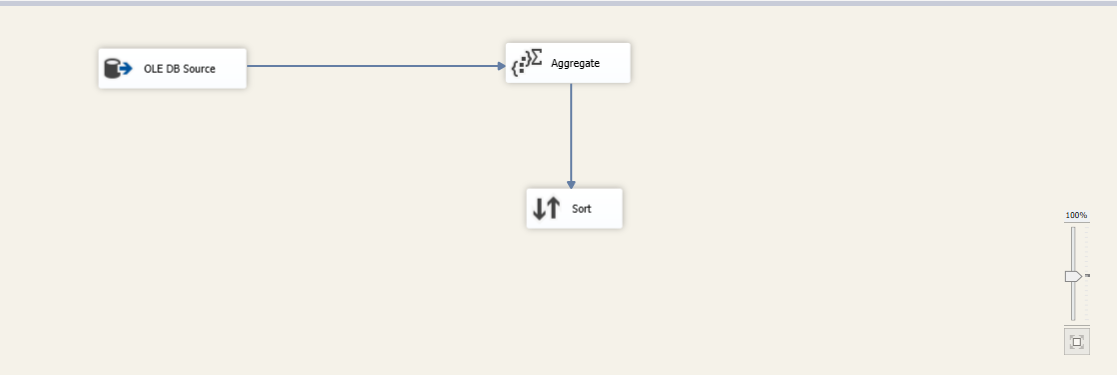 OLE DB Source
Aggregate
Sort
100%